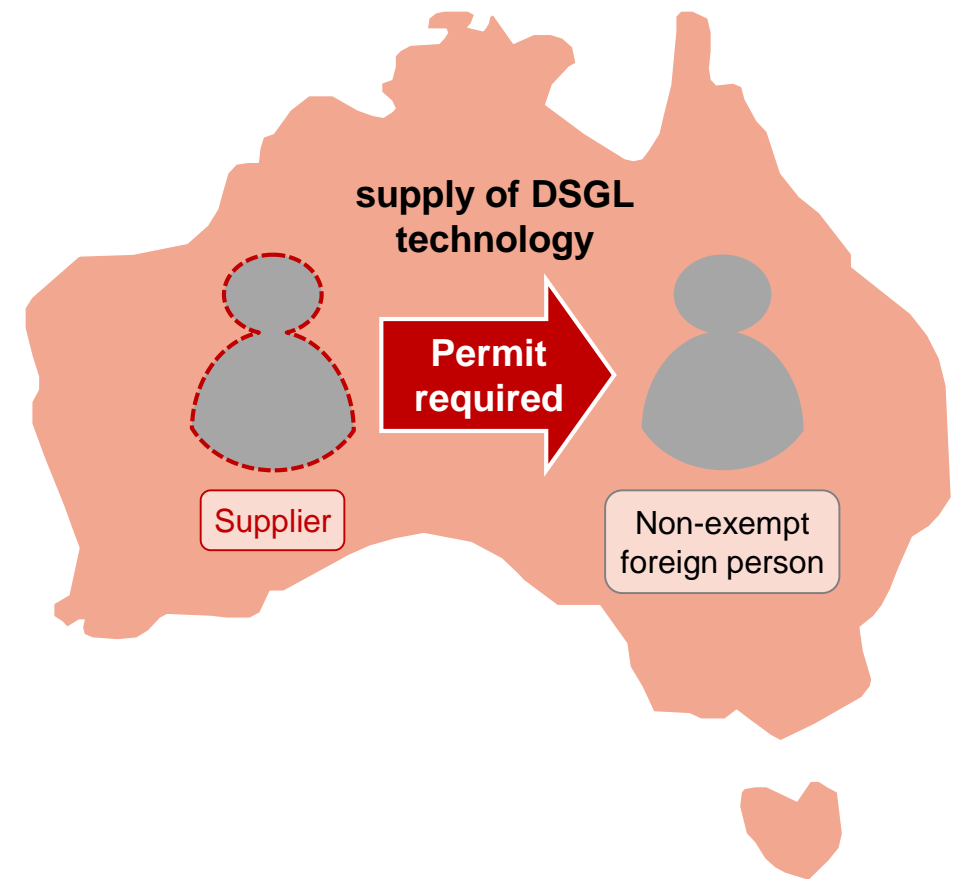 supply of DSGL
technology
Permit
required
Supplier
Non-exempt
foreign person